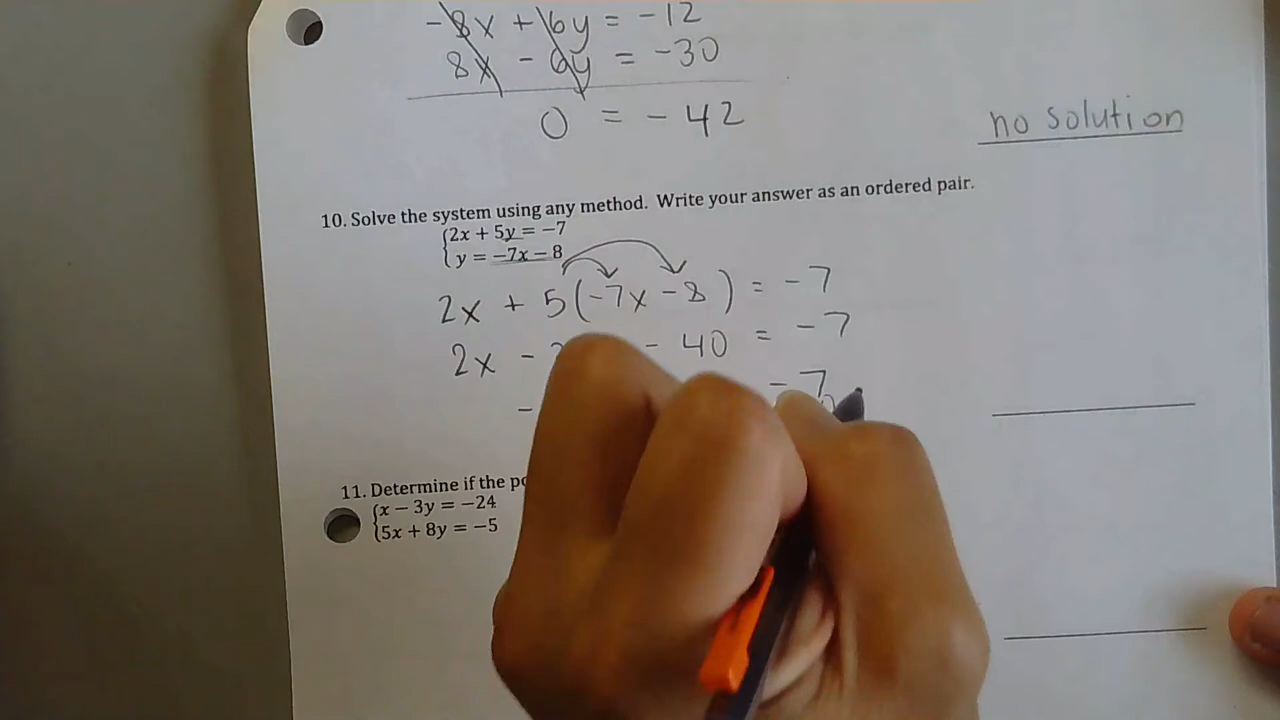 -8x + 6y = -12
8x - 6y = -30
0 = -42
no solution
10. Solve the system using any method. Write your answer as an ordered pair.
2x + 5y = −7
y = −7x − 8
2x + 5(-7x - 8) = -7
2x - - 40 = -7
- - 7
11. Determine if the
x − 3y = −24
5x + 8y = −5